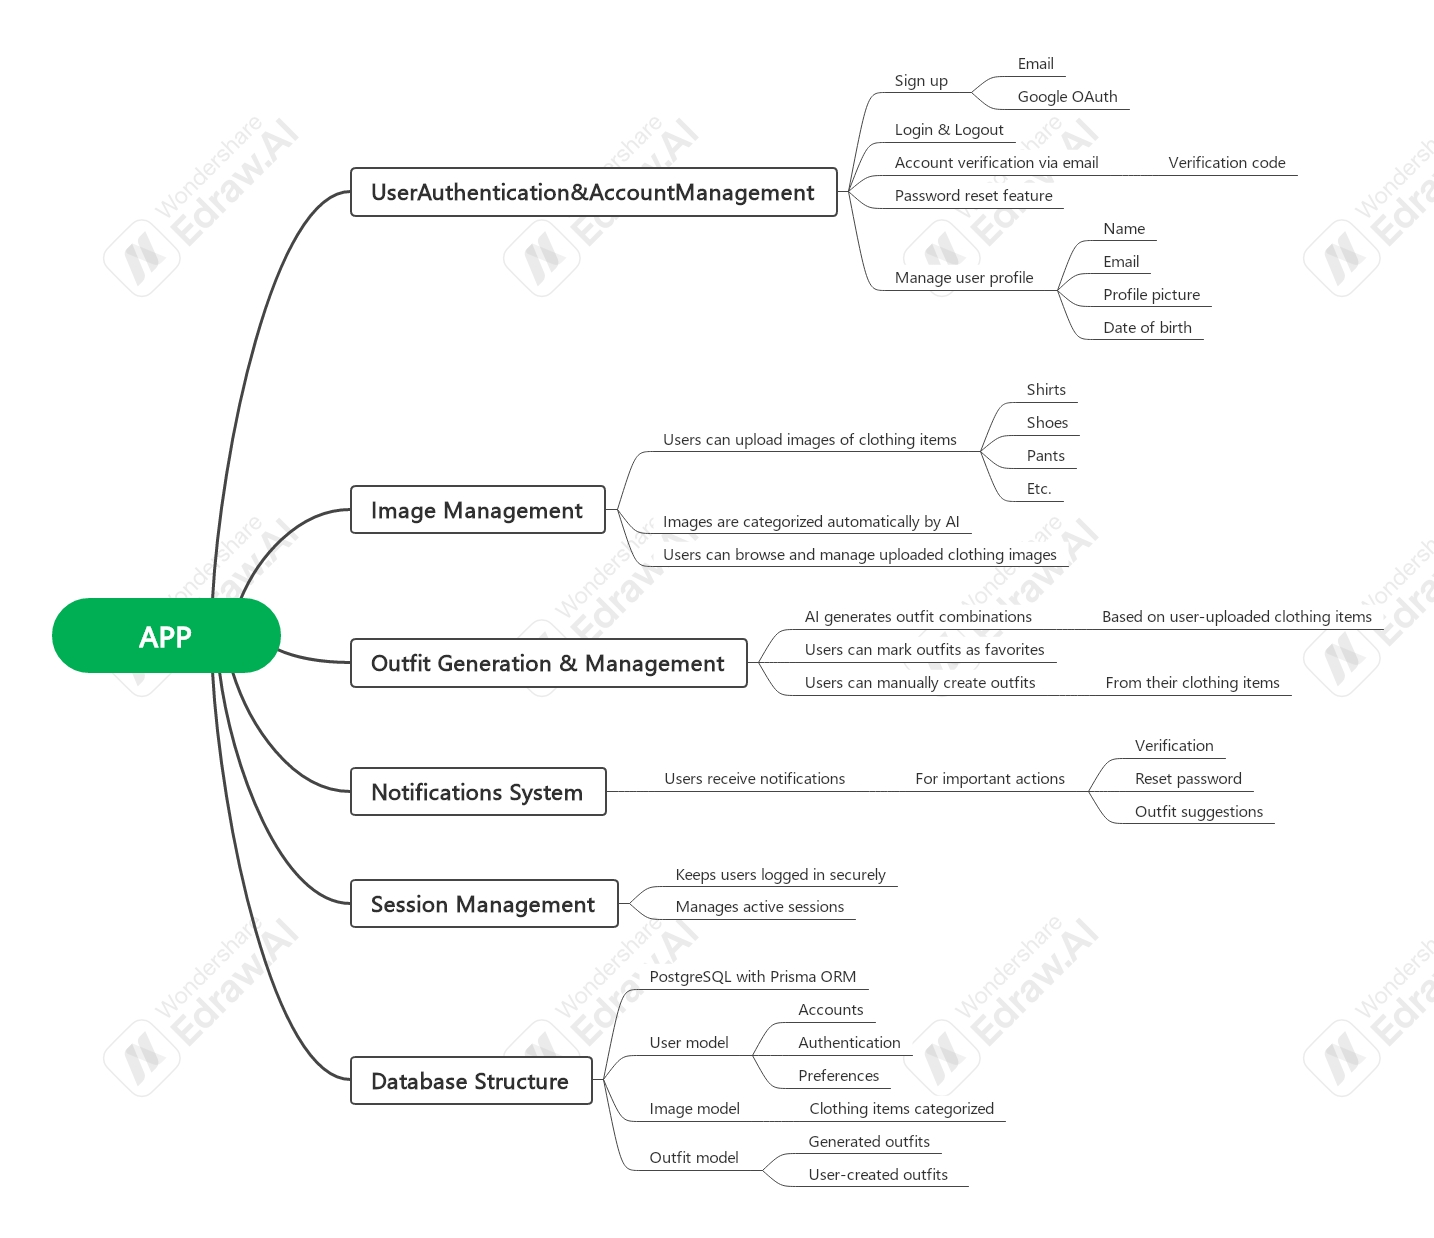 APP
UserAuthentication&AccountManagement
Sign up
Email
Google OAuth
Login & Logout
Account verification via email
Verification code
Password reset feature
Manage user profile
Name
Email
Profile picture
Date of birth
Image Management
Users can upload images of clothing items
Shirts
Shoes
Pants
Etc.
Images are categorized automatically by AI
Users can browse and manage uploaded clothing images
Outfit Generation & Management
AI generates outfit combinations
Based on user-uploaded clothing items
Users can mark outfits as favorites
Users can manually create outfits
From their clothing items
Notifications System
Users receive notifications
For important actions
Verification
Reset password
Outfit suggestions
Session Management
Keeps users logged in securely
Manages active sessions
Database Structure
PostgreSQL with Prisma ORM
User model
Accounts
Authentication
Preferences
Image model
Clothing items categorized
Outfit model
Generated outfits
User-created outfits
Wondershare
Edraw.AI